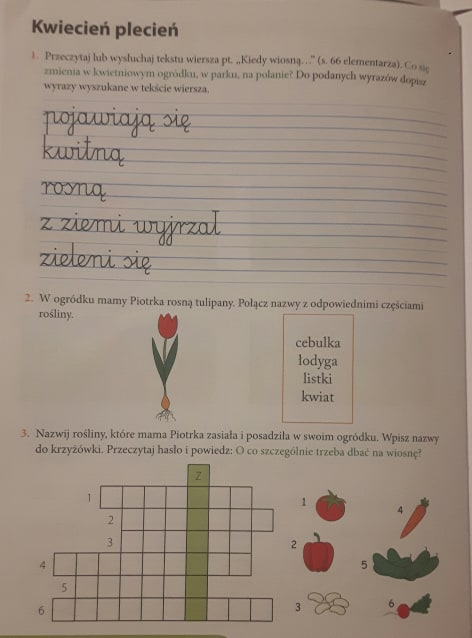 Kwiecień plecień
1. Przeczytaj lub wysłuchaj tekstu wiersza pt. „Kiedy wiosną..." (s. 66 elementarza). Co się
zmienia w kwietniowym ogródku, w parku, na polanie? Do podanych wyrazów dopisz
wyrazy wyszukane w tekście wiersza.
pojawiają się
kwitną
rosną
z ziemi wyjrzał
zieleni się
2. W ogródku mamy Piotrka rosną tulipany. Połącz nazwy z odpowiednimi częściami
rośliny.
cebulka
łodyga
listki
kwiat
3. Nazwij rośliny, które mama Piotrka zasiała i posadziła w swoim ogródku. Wpisz nazwy
do krzyżówki. Przeczytaj hasło i powiedz: O co szczególnie trzeba dbać na wiosnę?
Z
1
2
3
4
5
6
1
4
2
5
3
6